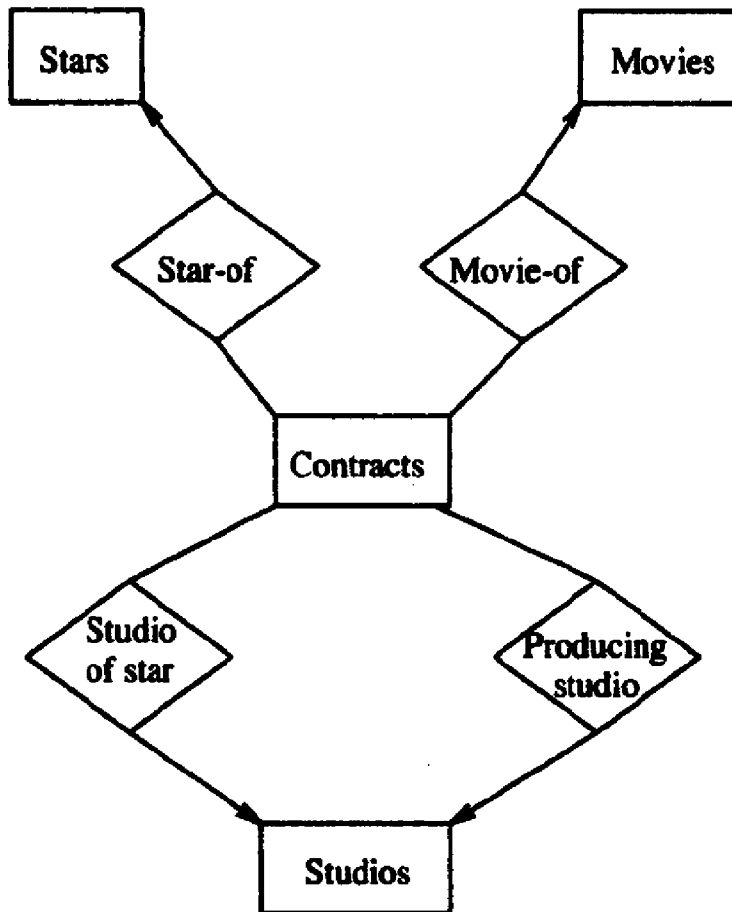 Stars
Movies
Star-of
Movie-of
Contracts
Studio
of star
Producing
studio
Studios